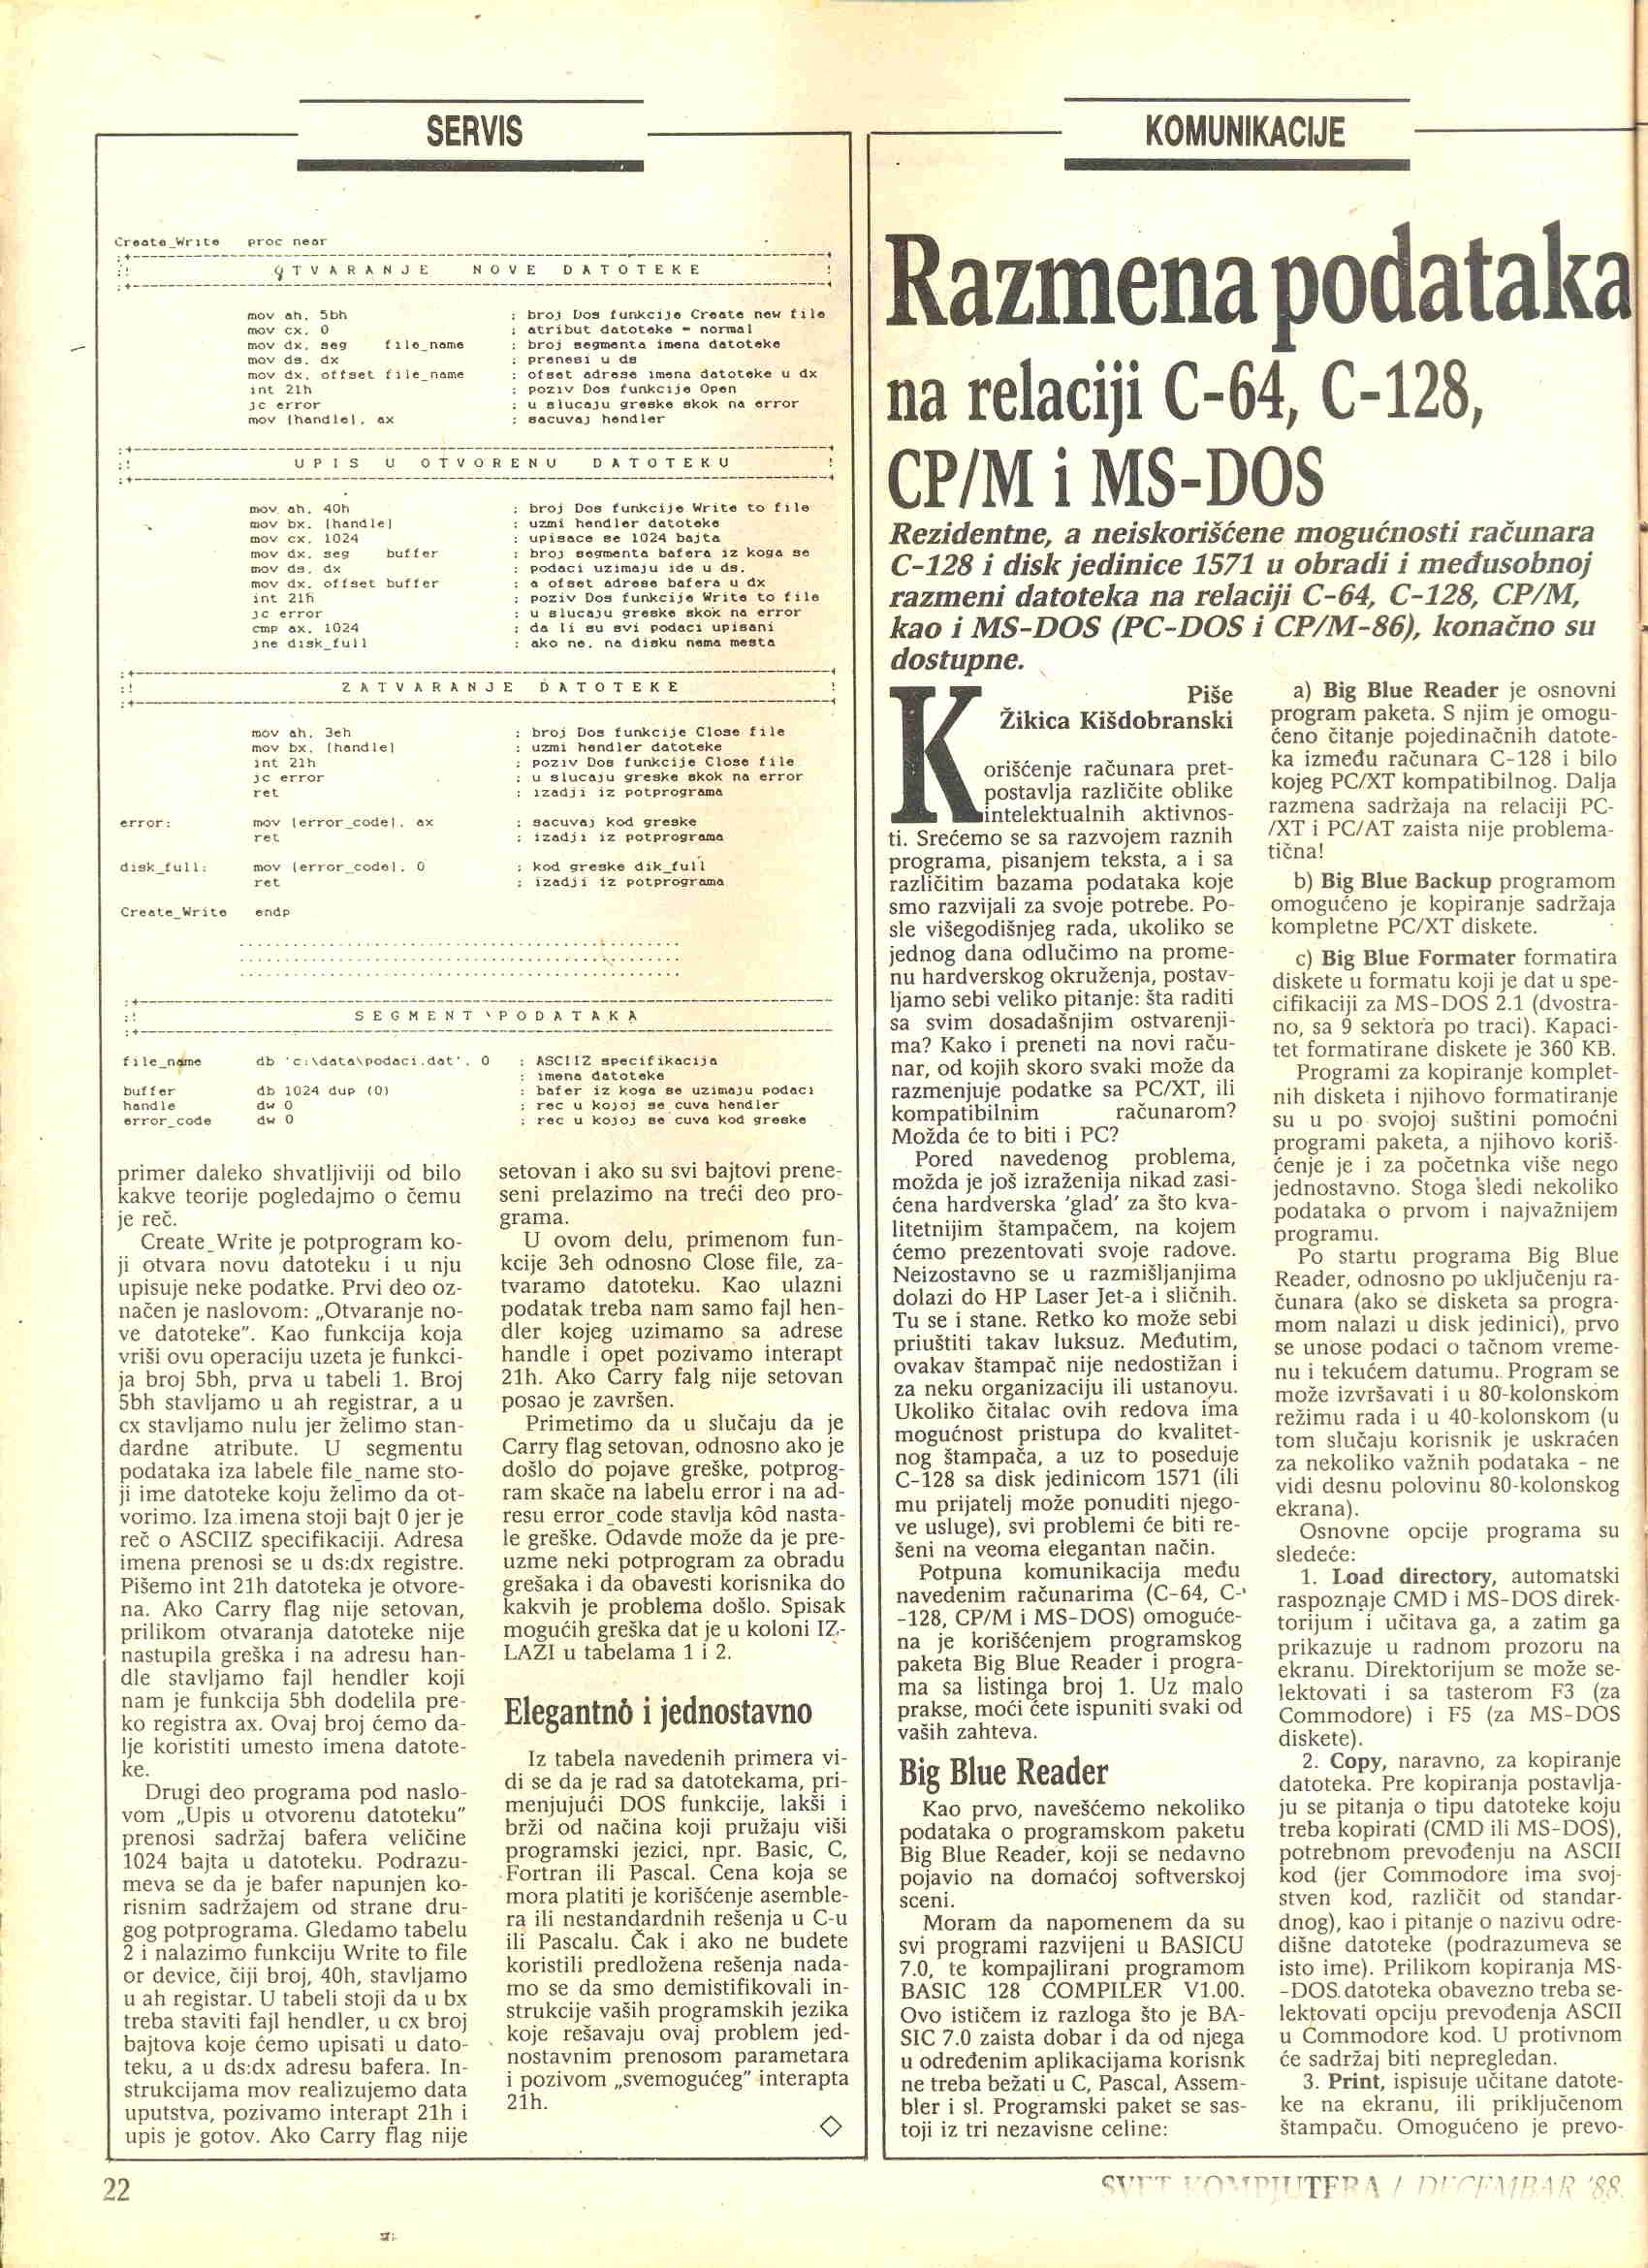 SERVIS
Create_Write proc near
;+----------------------------------------------------------------+
;! OTVARANJE NOVE DATOTEKE !
;+----------------------------------------------------------------+
mov ah, 5bh ; broj Dos funkcije Create new file
mov cx, 0 ; atribut datoteke = normal
mov dx, seg file_name ; broj segmenta imena datoteke
mov ds, dx ; prenesi u ds
mov dx, offset file_name ; ofset adrese imena datoteke u dx
int 21h ; poziv Dos funkcije Open
jc error ; u slucaju greske skok na error
mov [handle], ax ; sacuvaj hendler
;+----------------------------------------------------------------+
;! UPIS U OTVORENU DATOTEKU !
;+----------------------------------------------------------------+
mov ah, 40h ; broj Dos funkcije Write to file
mov bx, [handle] ; uzmi hendler datoteke
mov cx, 1024 ; upisace se 1024 bajta
mov dx, seg buffer ; broj segmenta bafera iz koga se
mov ds, dx ; podaci uzimaju ide u ds,
mov dx, offset buffer ; a ofset adrese bafera u dx
int 21h ; poziv Dos funkcije Write to file
jc error ; u slucaju greske skok na error
cmp ax, 1024 ; da li su svi podaci upisani
jne disk_full ; ako ne, na disku nema mesta
;+----------------------------------------------------------------+
;! ZATVARANJE DATOTEKE !
;+----------------------------------------------------------------+
mov ah, 3eh ; broj Dos funkcije Close file
mov bx, [handle] ; uzmi hendler datoteke
int 21h ; poziv Dos funkcije Close file
jc error ; u slucaju greske skok na error
ret ; izadji iz potprograma
error: mov [error_code], ax ; sacuvaj kod greske
ret ; izadji iz potprograma
disk_full: mov [error_code], 0 ; kod greske dik_full
ret ; izadji iz potprograma
Create_Write endp
............................................................
............................................................
............................................................
;+----------------------------------------------------------------
;! SEGMENT PODATAKA
;+----------------------------------------------------------------
file_name db 'c:\data\podaci.dat', 0 ; ASCIIZ specifikacija
; imena datoteke
buffer db 1024 dup (0) ; bafer iz koga se uzimaju podaci
handle dw 0 ; rec u kojoj se cuva hendler
error_code dw 0 ; rec u kojoj se cuva kod greske
primer daleko shvatljiviji od bilo
kakve teorije pogledajmo o čemu
je reč.
Create_Write je potprogram ko-
ji otvara novu datoteku i u nju
upisuje neke podatke. Prvi deo oz-
načen je naslovom: „Otvaranje no-
ve datoteke". Kao funkcija koja
vriši ovu operaciju uzeta je funkci-
ja broj 5bh, prva u tabeli 1. Broj
5bh stavljamo u ah registrar, a u
cx stavljamo nulu jer želimo stan-
dardne atribute. U segmentu
podataka iza labele file_name sto-
ji ime datoteke koju želimo da ot-
vorimo. Iza imena stoji bajt 0 jer je
reč o ASCIIZ specifikaciji. Adresa
imena prenosi se u ds:dx registre.
Pišemo int 21h datoteka je otvore-
na. Ako Carry flag nije setovan,
prilikom otvaranja datoteke nije
nastupila greška i na adresu han-
dle stavljamo fajl hendler koji
nam je funkcija 5bh dodelila pre-
ko registra ax. Ovaj broj ćemo da-
lje koristiti umesto imena datote-
ke.
Drugi deo programa pod naslo-
vom „Upis u otvorenu datoteku"
prenosi sadržaj bafera veličine
1024 bajta u datoteku. Podrazu-
meva se da je bafer napunjen ko-
risnim sadržajem od strane dru-
gog potprograma. Gledamo tabelu
2 i nalazimo funkciju Write to file
or device, čiji broj, 40h, stavljamo
u ah registar. U tabeli stoji da u bx
treba staviti fajl hendler, u cx broj
bajtova koje ćemo upisati u dato-
teku, a u ds:dx adresu bafera. In-
strukcijama mov realizujemo data
uputstva, pozivamo interapt 21h i
upis je gotov. Ako Carry flag nije
setovan i ako su svi bajtovi prene-
seni prelazimo na treći deo pro-
grama.
U ovom delu, primenom fun-
kcije 3eh odnosno Close file, za-
tvaramo datoteku. Kao ulazni
podatak treba nam samo fajl hen-
dler kojeg uzimamo sa adrese
handle i opet pozivamo interapt
21h. Ako Carry falg nije setovan
posao je završen.
Primetimo da u slučaju da je
Carry flag setovan, odnosno ako je
došlo do pojave greške, potprog-
ram skače na labelu error i na ad-
resu error_code stavlja kôd nasta-
le greške. Odavde može da je pre-
uzme neki potprogram za obradu
grešaka i da obavesti korisnika do
kakvih je problema došlo. Spisak
mogućih greška dat je u koloni IZ-
LAZI u tabelama 1 i 2.
Elegantno i jednostavno
Iz tabela navedenih primera vi-
di se da je rad sa datotekama, pri-
menjujući DOS funkcije, lakši i
brži od načina koji pružaju viši
programski jezici, npr. Basic, C,
Fortran ili Pascal. Cena koja se
mora platiti je korišćenje asemble-
ra ili nestandardnih rešenja u C-u
ili Pascalu. Čak i ako ne budete
koristili predložena rešenja nada-
mo se da smo demistifikovali in-
strukcije vaših programskih jezika
koje rešavaju ovaj problem jed-
nostavnim prenosom parametara
i pozivom „svemogućeg" interapta
21h.
KOMUNIKACIJE
Razmena podataka
na relaciji C-64, C-128,
CP/M i MS-DOS
Rezidentne, a neiskorišćene mogućnosti računara
C-128 i disk jedinice 1571 u obradi i međusobnoj
razmeni datoteka na relaciji C-64, C-128, CP/M,
kao i MS-DOS (PC-DOS i CP/M-86), konačno su
dostupne.
Piše
Žikica Kišdobranski
Korišćenje računara pret-
postavlja različite oblike
intelektualnih aktivnos-
ti. Srećemo se sa razvojem raznih
programa, pisanjem teksta, a i sa
različitim bazama podataka koje
smo razvijali za svoje potrebe. Po-
sle višegodišnjeg rada, ukoliko se
jednog dana odlučimo na prome-
nu hardverskog okruženja, postav-
ljamo sebi veliko pitanje: šta raditi
sa svim dosadašnjim ostvarenji-
ma? Kako i preneti na novi raču-
nar, od kojih skoro svaki može da
razmenjuje podatke sa PC/XT, ili
kompatibilnim računarom?
Možda će to biti i PC?
Pored navedenog problema,
možda je još izraženija nikad zasi-
ćena hardverska 'glad' za što kva-
litetnijim štampačem, na kojem
ćemo prezentovati svoje radove.
Neizostavno se u razmišljanjima
dolazi do HP Laser Jet-a i sličnih.
Tu se i stane. Retko ko može sebi
priuštiti takav luksuz. Međutim,
ovakav štampač nije nedostižan i
za neku organizaciju ili ustanovu.
Ukoliko čitalac ovih redova ima
mogućnost pristupa do kvalitet-
nog štampača, a uz to poseduje
C-128 sa disk jedinicom 1571 (ili
mu prijatelj može ponuditi njego-
ve usluge), svi problemi će biti re-
šeni na veoma elegantan način.
Potpuna komunikacija među
navedenim računarima (C-64, C-
-128, CP/M i MS-DOS) omoguće-
na je korišćenjem programskog
paketa Big Blue Reader i progra-
ma sa listinga broj 1. Uz malo
prakse, moći ćete ispuniti svaki od
vaših zahteva.
Big Blue Reader
Kao prvo, navešćemo nekoliko
podataka o programskom paketu
Big Blue Reader, koji se nedavno
pojavio na domaćoj softverskoj
sceni.
Moram da napomenem da su
svi programi razvijeni u BASICU
7.0, te kompajlirani programom
BASIC 128 COMPILER V1.00.
Ovo ističem iz razloga što je BA-
SIC 7.0 zaista dobar i da od njega
u određenim aplikacijama korisnk
ne treba bežati u C, Pascal, Assem-
bler i sl. Programski paket se sas-
toji iz tri nezavisne celine:
a) Big Blue Reader je osnovni
program paketa. S njim je omogu-
ćeno čitanje pojedinačnih datote-
ka između računara C-128 i bilo
kojeg PC/XT kompatibilnog. Dalja
razmena sadržaja na relaciji PC-
/XT i PC/AT zaista nije problema-
tična!
b) Big Blue Backup programom
omogućeno je kopiranje sadržaja
kompletne PC/XT diskete.
c) Big Blue Formater formatira
diskete u formatu koji je dat u spe-
cifikaciji za MS-DOS 2.1 (dvostra-
no, sa 9 sektora po traci). Kapaci-
tet formatirane diskete je 360 KB.
Programi za kopiranje komplet-
nih disketa i njihovo formatiranje
su u po svojoj suštini pomoćni
programi paketa, a njihovo koriš-
ćenje je i za početnka više nego
jednostavno. Stoga sledi nekoliko
podataka o prvom i najvažnijem
programu.
Po startu programa Big Blue
Reader, odnosno po uključenju ra-
čunara (ako se disketa sa progra-
mom nalazi u disk jedinici), prvo
se unose podaci o tačnom vreme-
nu i tekućem datumu. Program se
može izvršavati i u 80-kolonskom
režimu rada i u 40-kolonskom (u
tom slučaju korisnik je uskraćen
za nekoliko važnih podataka - ne
vidi desnu polovinu 80-kolonskog
ekrana).
Osnovne opcije programa su
sledeće:
1. Load directory, automatski
raspoznaje CMD i MS-DOS direk-
torijum i učitava ga, a zatim ga
prikazuje u radnom prozoru na
ekranu. Direktorijum se može se-
lektovati i sa tasterom F3 (za
Commodore) i F5 (za MS-DOS
diskete).
2. Copy, naravno, za kopiranje
datoteka. Pre kopiranja postavlja-
ju se pitanja o tipu datoteke koju
treba kopirati (CMD ili MS-DOS),
potrebnom prevođenju na ASCII
kod (jer Commodore ima svoj-
stven kod, različit od standar-
dnog), kao i pitanje o nazivu odre-
dišne datoteke (podrazumeva se
isto ime). Prilikom kopiranja MS-
-DOS datoteka obavezno treba se-
lektovati opciju prevođenja ASCII
u Commodore kod. U protivnom
će sadržaj biti nepregledan.
3. Print, ispisuje učitane datote-
ke na ekranu, ili priključenom
štampaču. Omogućeno je prevo-
22
SVET KOMPJUTERA / DECEMBAR '88.